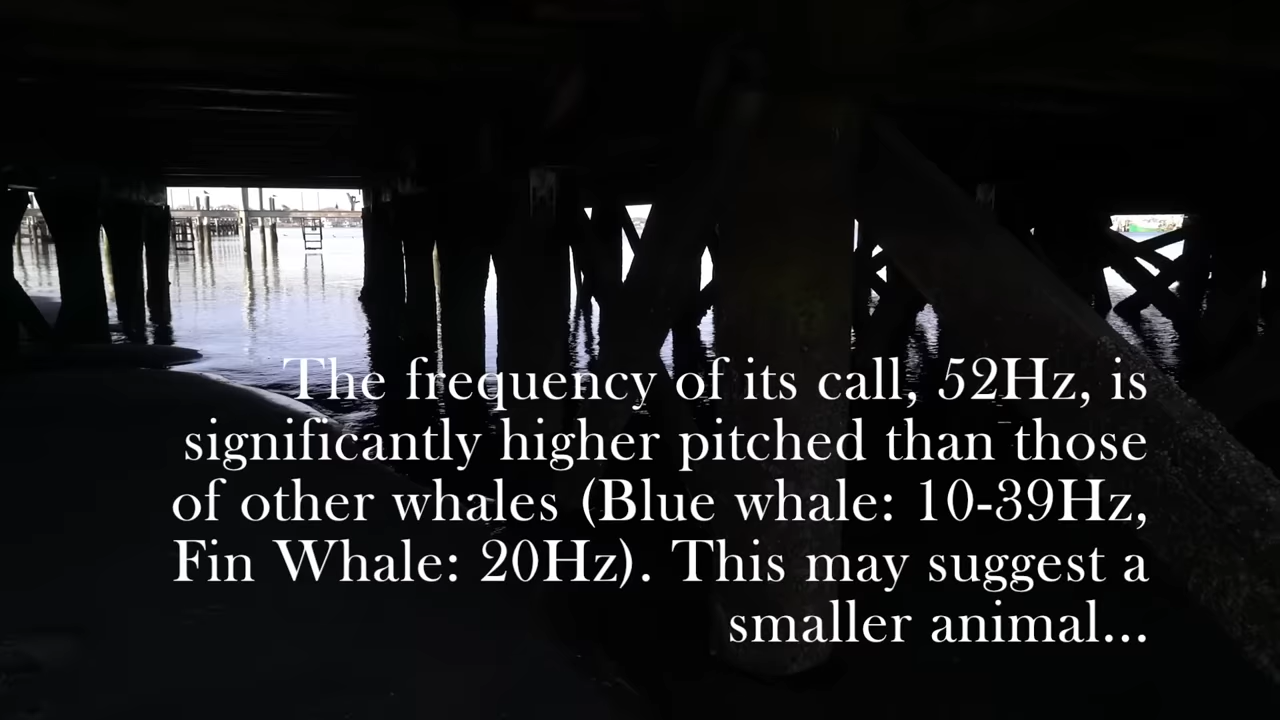 The frequency of its call, 52Hz, is
significantly higher pitched than those
of other whales (Blue whale: 10-39Hz,
Fin Whale: 20Hz). This may suggest a
smaller animal...